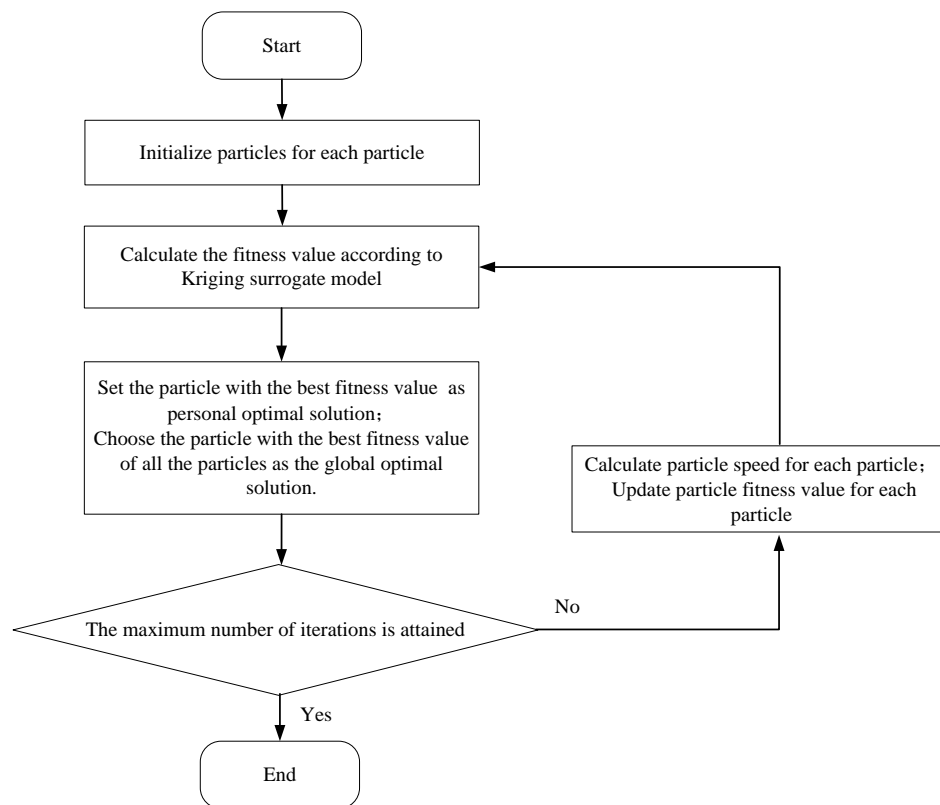 Start
Initialize particles for each particle
Calculate the fitness value according to
Kriging surrogate model
Set the particle with the best fitness value as
personal optimal solution；
Choose the particle with the best fitness value
of all the particles as the global optimal
solution.
Calculate particle speed for each particle；
Update particle fitness value for each
particle
No
The maximum number of iterations is attained
Yes
End